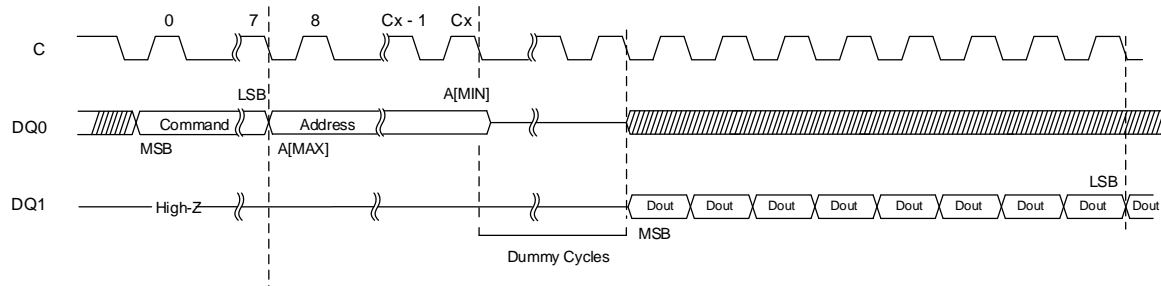 0 7 8 Cx - 1 Cx
C
LSB A[MIN]
DQ0 Command Address
MSB A[MAX]
LSB
DQ1 High-Z Dout Dout Dout Dout Dout Dout Dout Dout Dout
MSB
Dummy Cycles